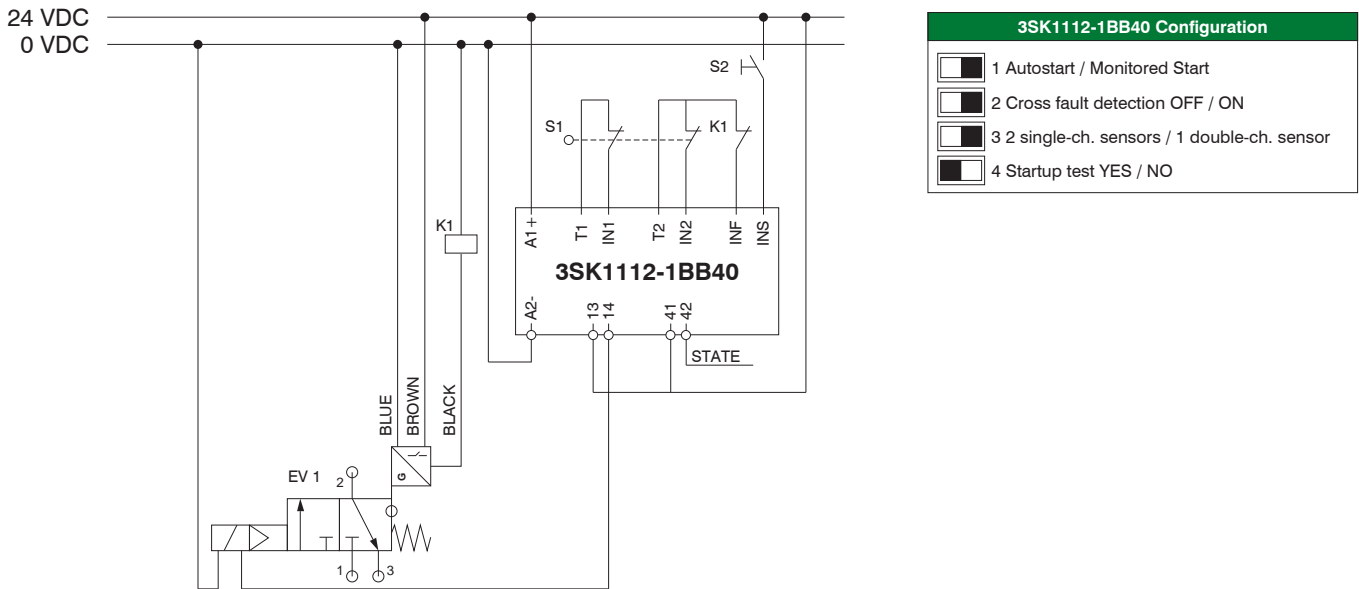 24 VDC
0 VDC
3SK1112-1BB40 Configuration
1 Autostart / Monitored Start
2 Cross fault detection OFF / ON
3 2 single-ch. sensors / 1 double-ch. sensor
4 Startup test YES / NO
S2
S1
K1
K1
A1+
T1
IN1
T2
IN2
INF
INS
3SK1112-1BB40
A2-
13
14
41
42
STATE
BLUE
BROWN
BLACK
EV 1
2
G
1
3